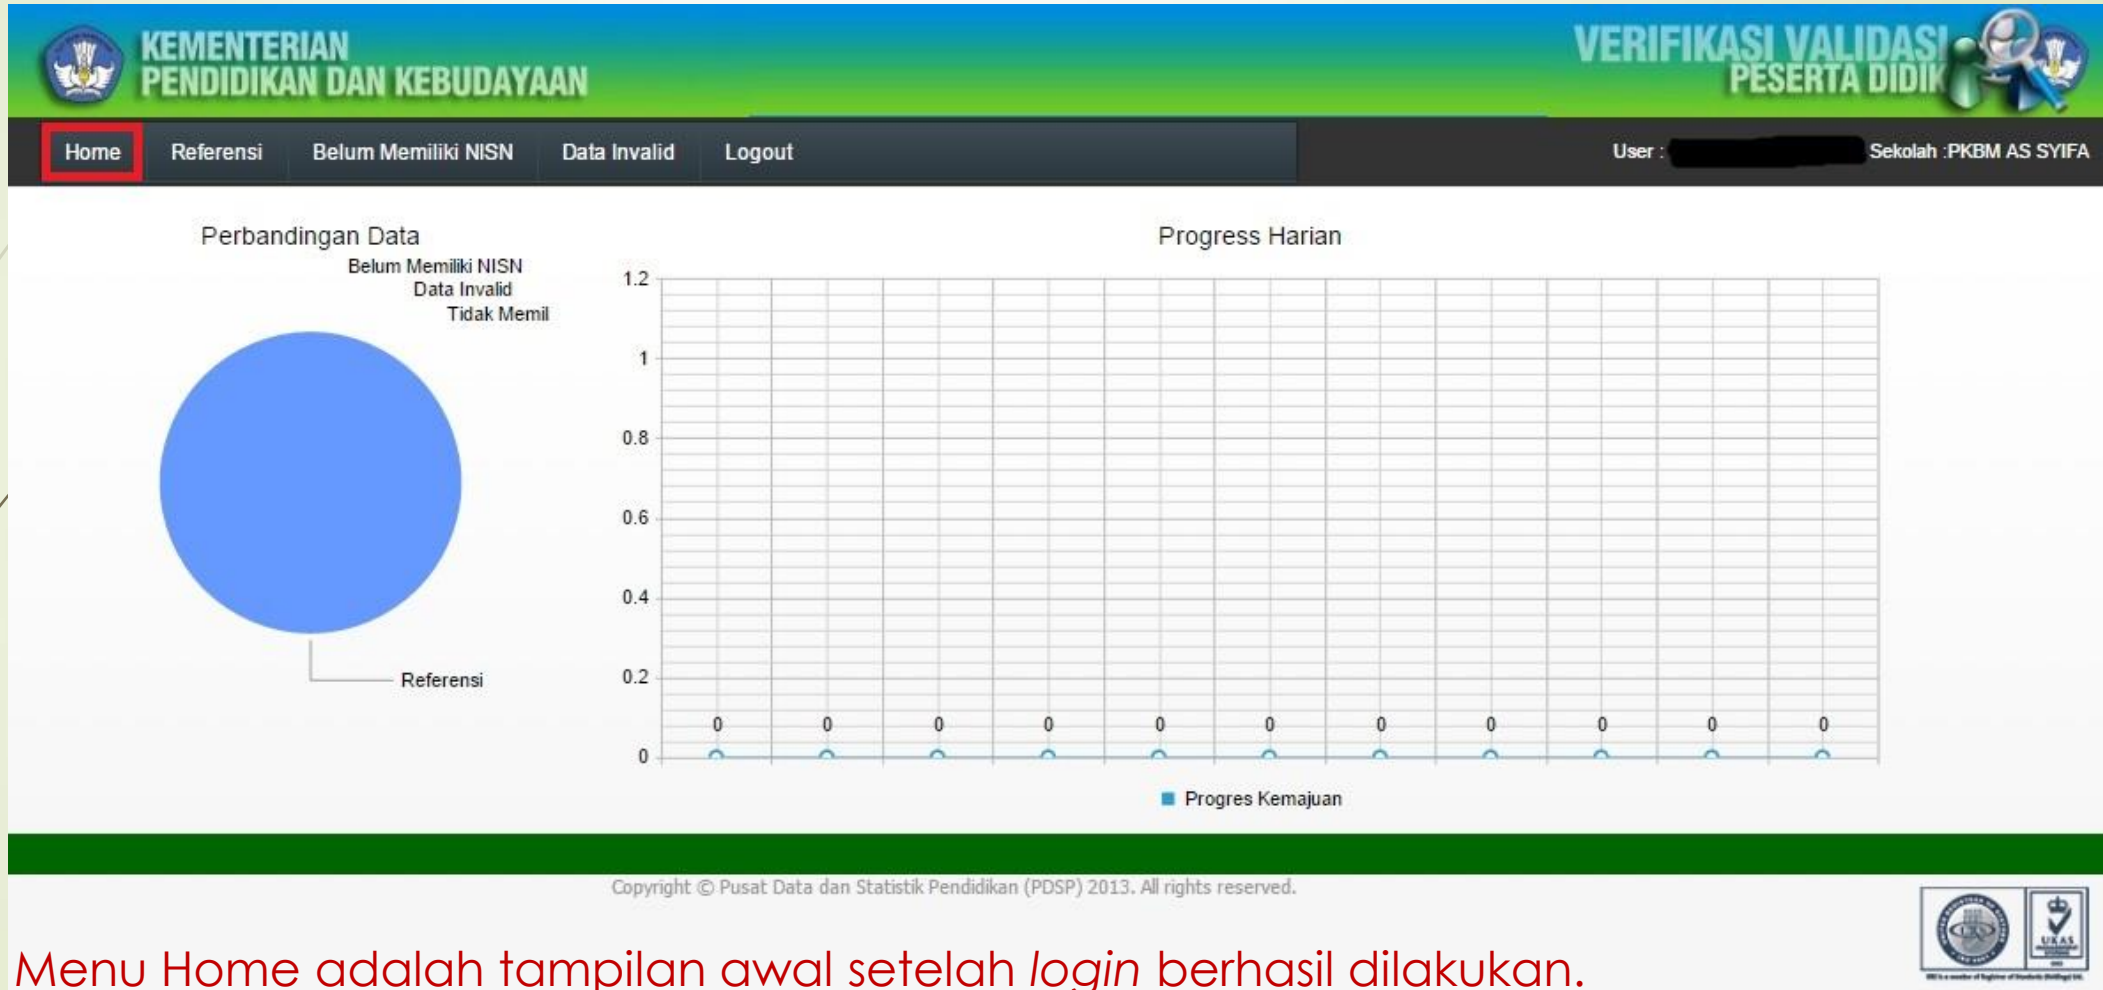 KEMENTERIAN
PENDIDIKAN DAN KEBUDAYAAN
VERIFIKASI VALIDASI
PESERTA DIDIK
Home Referensi Belum Memiliki NISN Data Invalid Logout User : Sekolah :PKBM AS SYIFA
Perbandingan Data
Belum Memiliki NISN
Data Invalid
Tidak Memil
Referensi
Progress Harian
1.2
1
0.8
0.6
0.4
0.2
0 0 0 0 0 0 0 0 0 0 0
0
Progres Kemajuan
Copyright © Pusat Data dan Statistik Pendidikan (PDSP) 2013. All rights reserved.
UKAS
Menu Home adalah tampilan awal setelah login berhasil dilakukan.